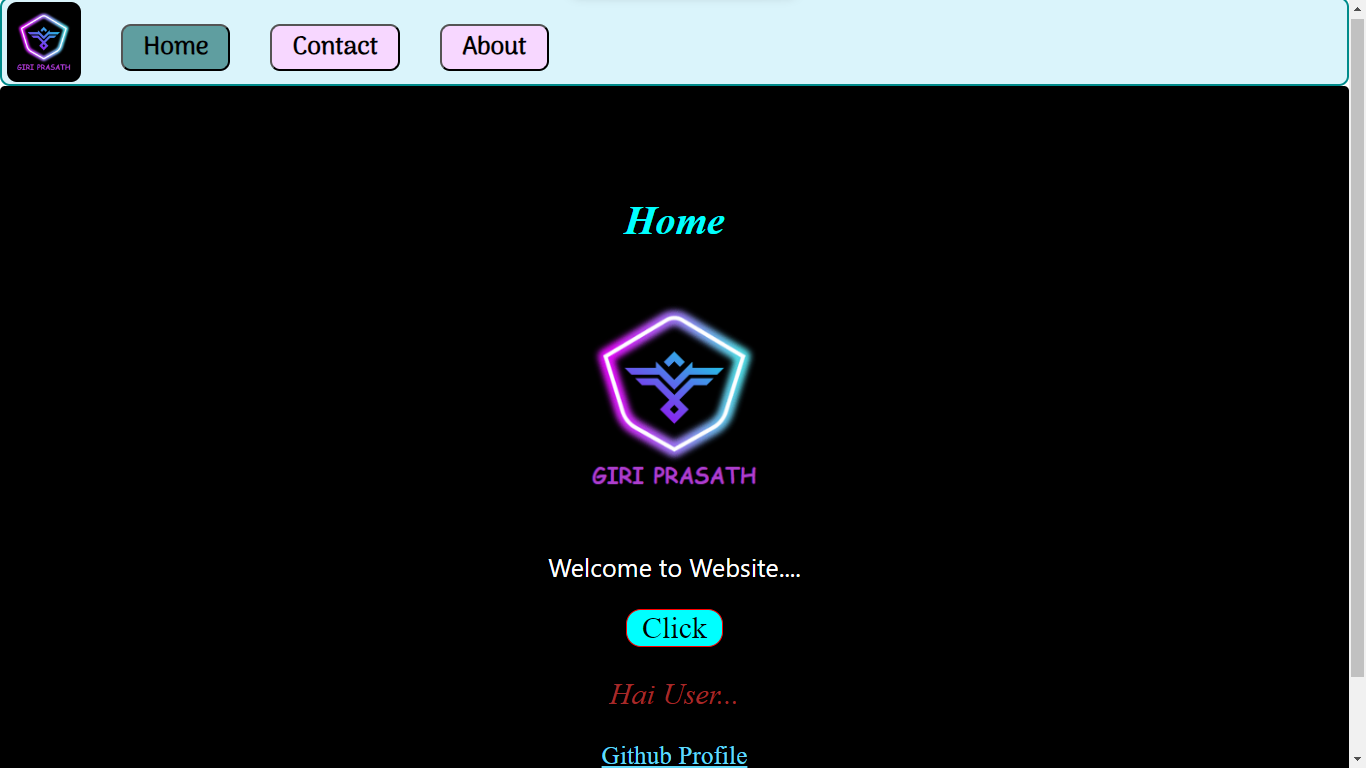 GIRI PRASATH
Home
Contact
About
Home
GIRI PRASATH
Welcome to Website....
Click
Hai User...
Github Profile